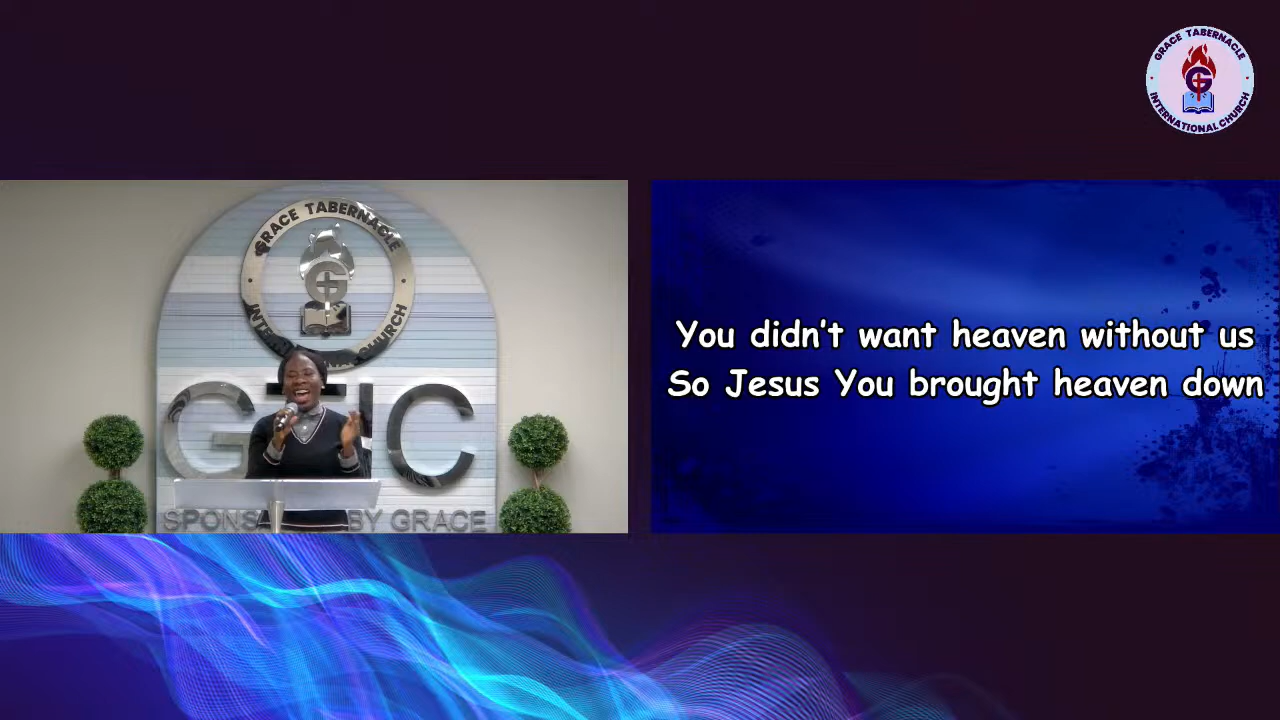 GRACE TABERNACLE
INTERNATIONAL CHURCH
GRACE TABERNACLE
CHURCH
GTIC
BY GRACE
You didn't want heaven without us
So Jesus You brought heaven down